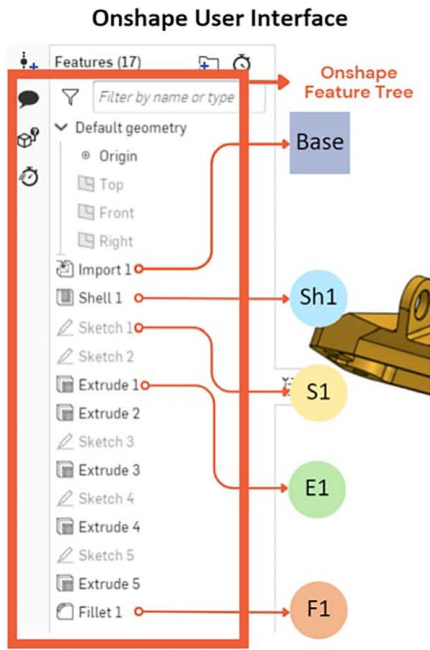 Onshape User Interface
Features (17)
Onshape
Feature Tree
Filter by name or type
Default geometry
Base
Origin
Top
Front
Right
Import 1
Shell 1
Sh1
Sketch 1
Sketch 2
Extrude 1
S1
Extrude 2
Sketch 3
Extrude 3
E1
Sketch 4
Extrude 4
Sketch 5
Extrude 5
Fillet 1
F1